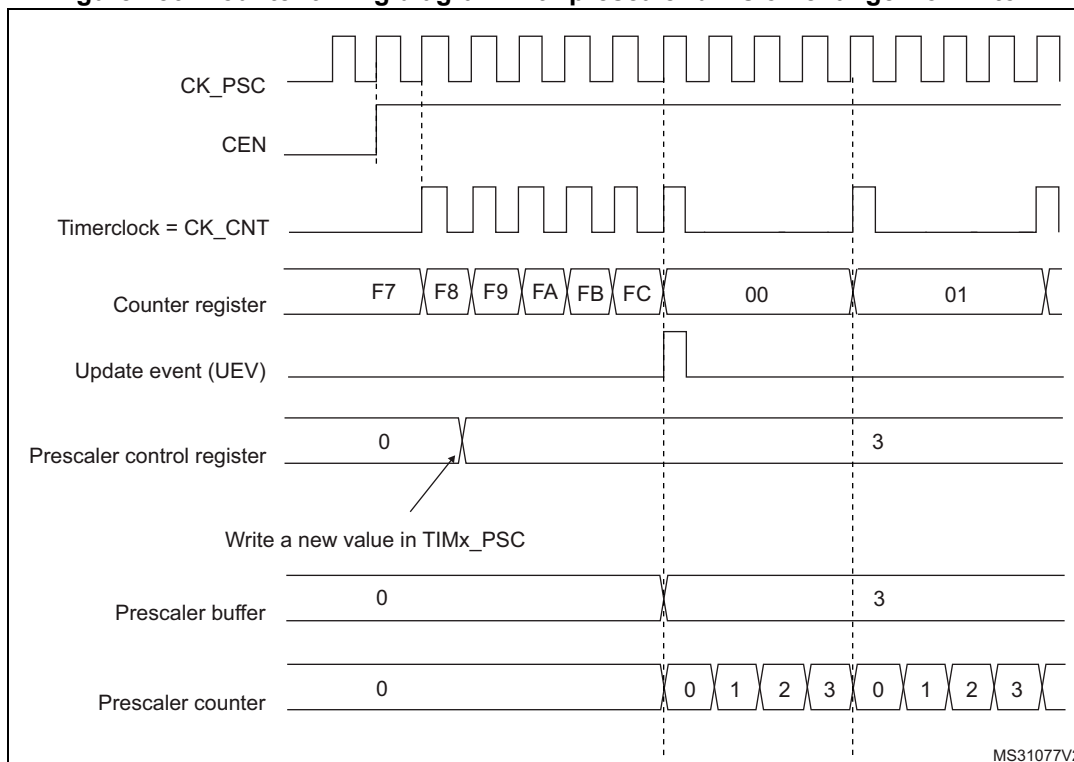 CK_PSC
CEN
Timerclock = CK_CNT
Counter register
F7 F8 F9 FA FB FC 00 01
Update event (UEV)
Prescaler control register
0 3
Write a new value in TIMx_PSC
Prescaler buffer
0 3
Prescaler counter
0 0 1 2 3 0 1 2 3
MS31077V2